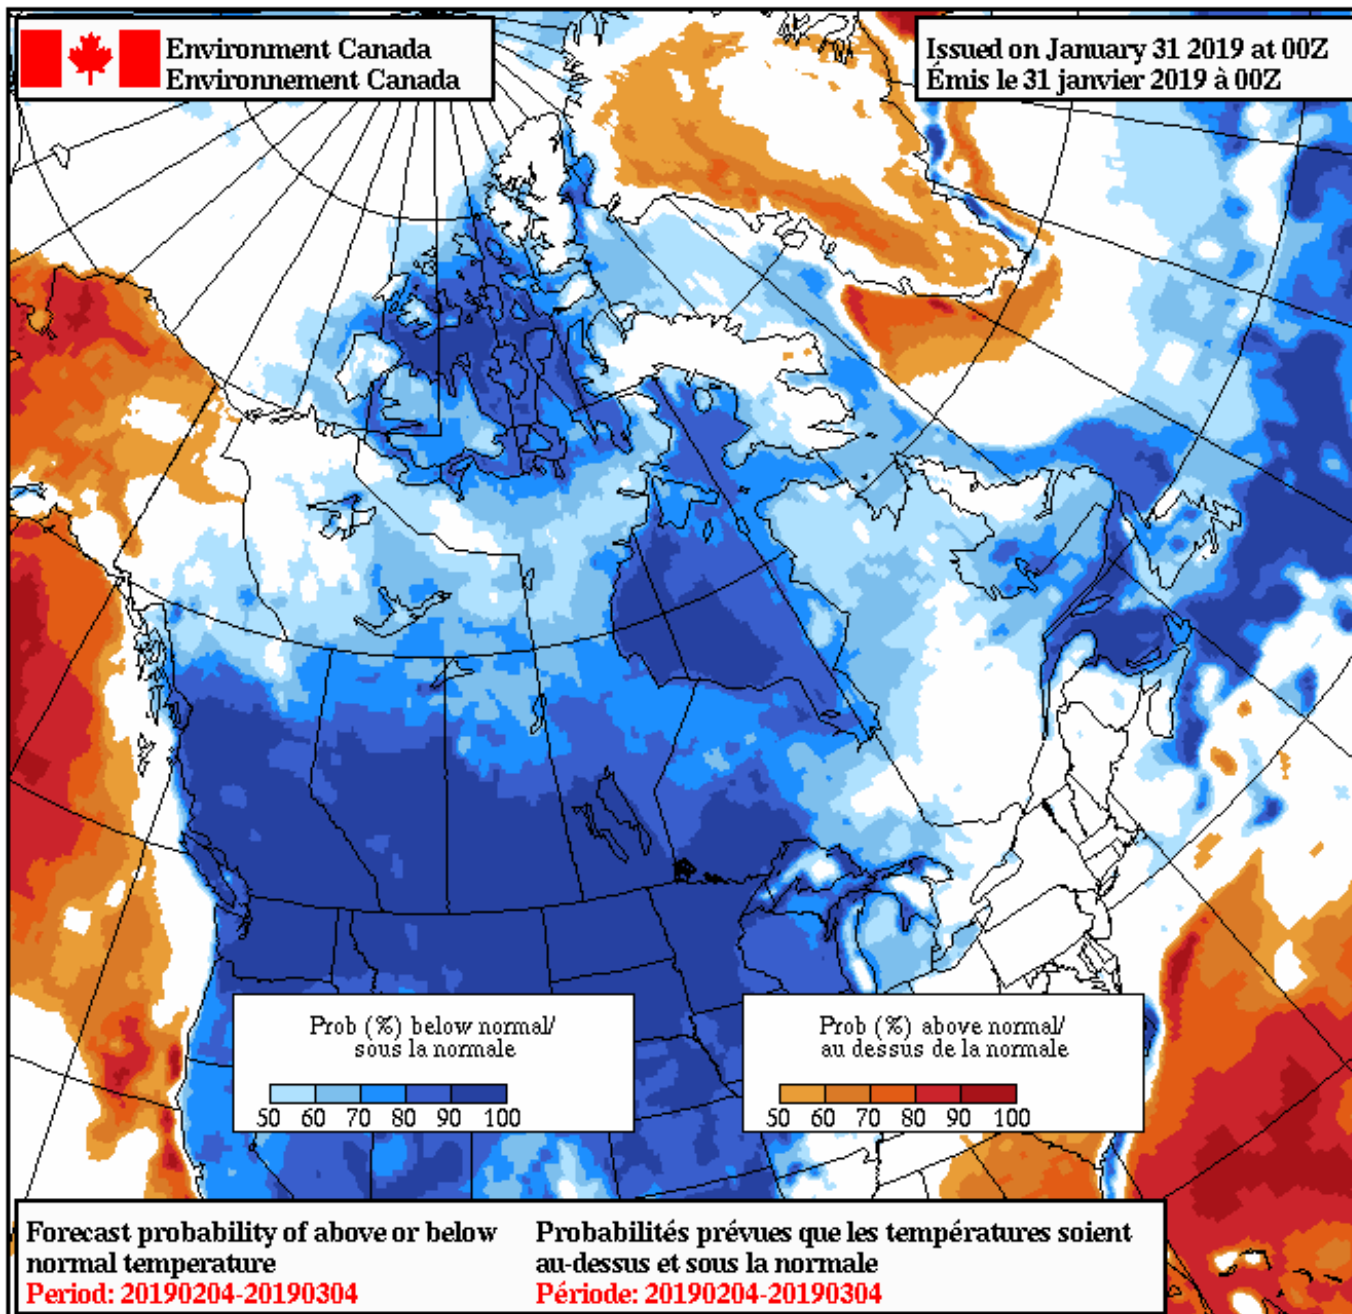 Environment Canada
Environnement Canada
Issued on January 31 2019 at 00Z
Émis le 31 janvier 2019 à 00Z
Prob (%) below normal/
sous la normale
50 60 70 80 90 100
Prob (%) above normal/
au dessus de la normale
50 60 70 80 90 100
Forecast probability of above or below
normal temperature
Period: 20190204-20190304
Probabilités prévues que les températures soient
au-dessus et sous la normale
Période: 20190204-20190304